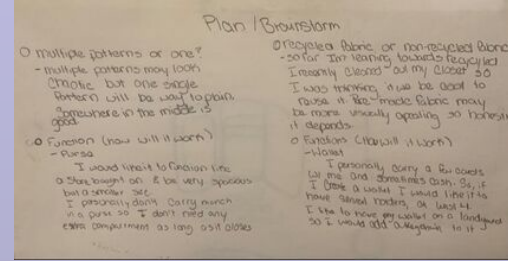 Plan / Brainstorm
O multiple patterns or one?
- multiple patterns may look
chaotic but one single
Pattern will be way to plain.
Somewhere in the middle is
good
O Function (how will it work)
- Purse
I would like it to function like
a store bought on & be very spacious
but a smaller size.
I personally don't carry much
in a purse so I don't need any
extra compartment as long as it closes
O recycled fabric or non-recycled fabric
- so far I'm leaning towards recycled
I recently cleaned out my closet so
I was thinking it would be cool to
reuse it. Pre-made fabric may
be more visually appealing so honestly
it depends.
O Functions (How will it work)
- Wallet
I personally carry a few cards
w/ me and sometimes cash. So, if
I create a wallet I would like it to
have card holders, at least 4.
I like to have my wallet on a landyard
so I would add a keychain to it